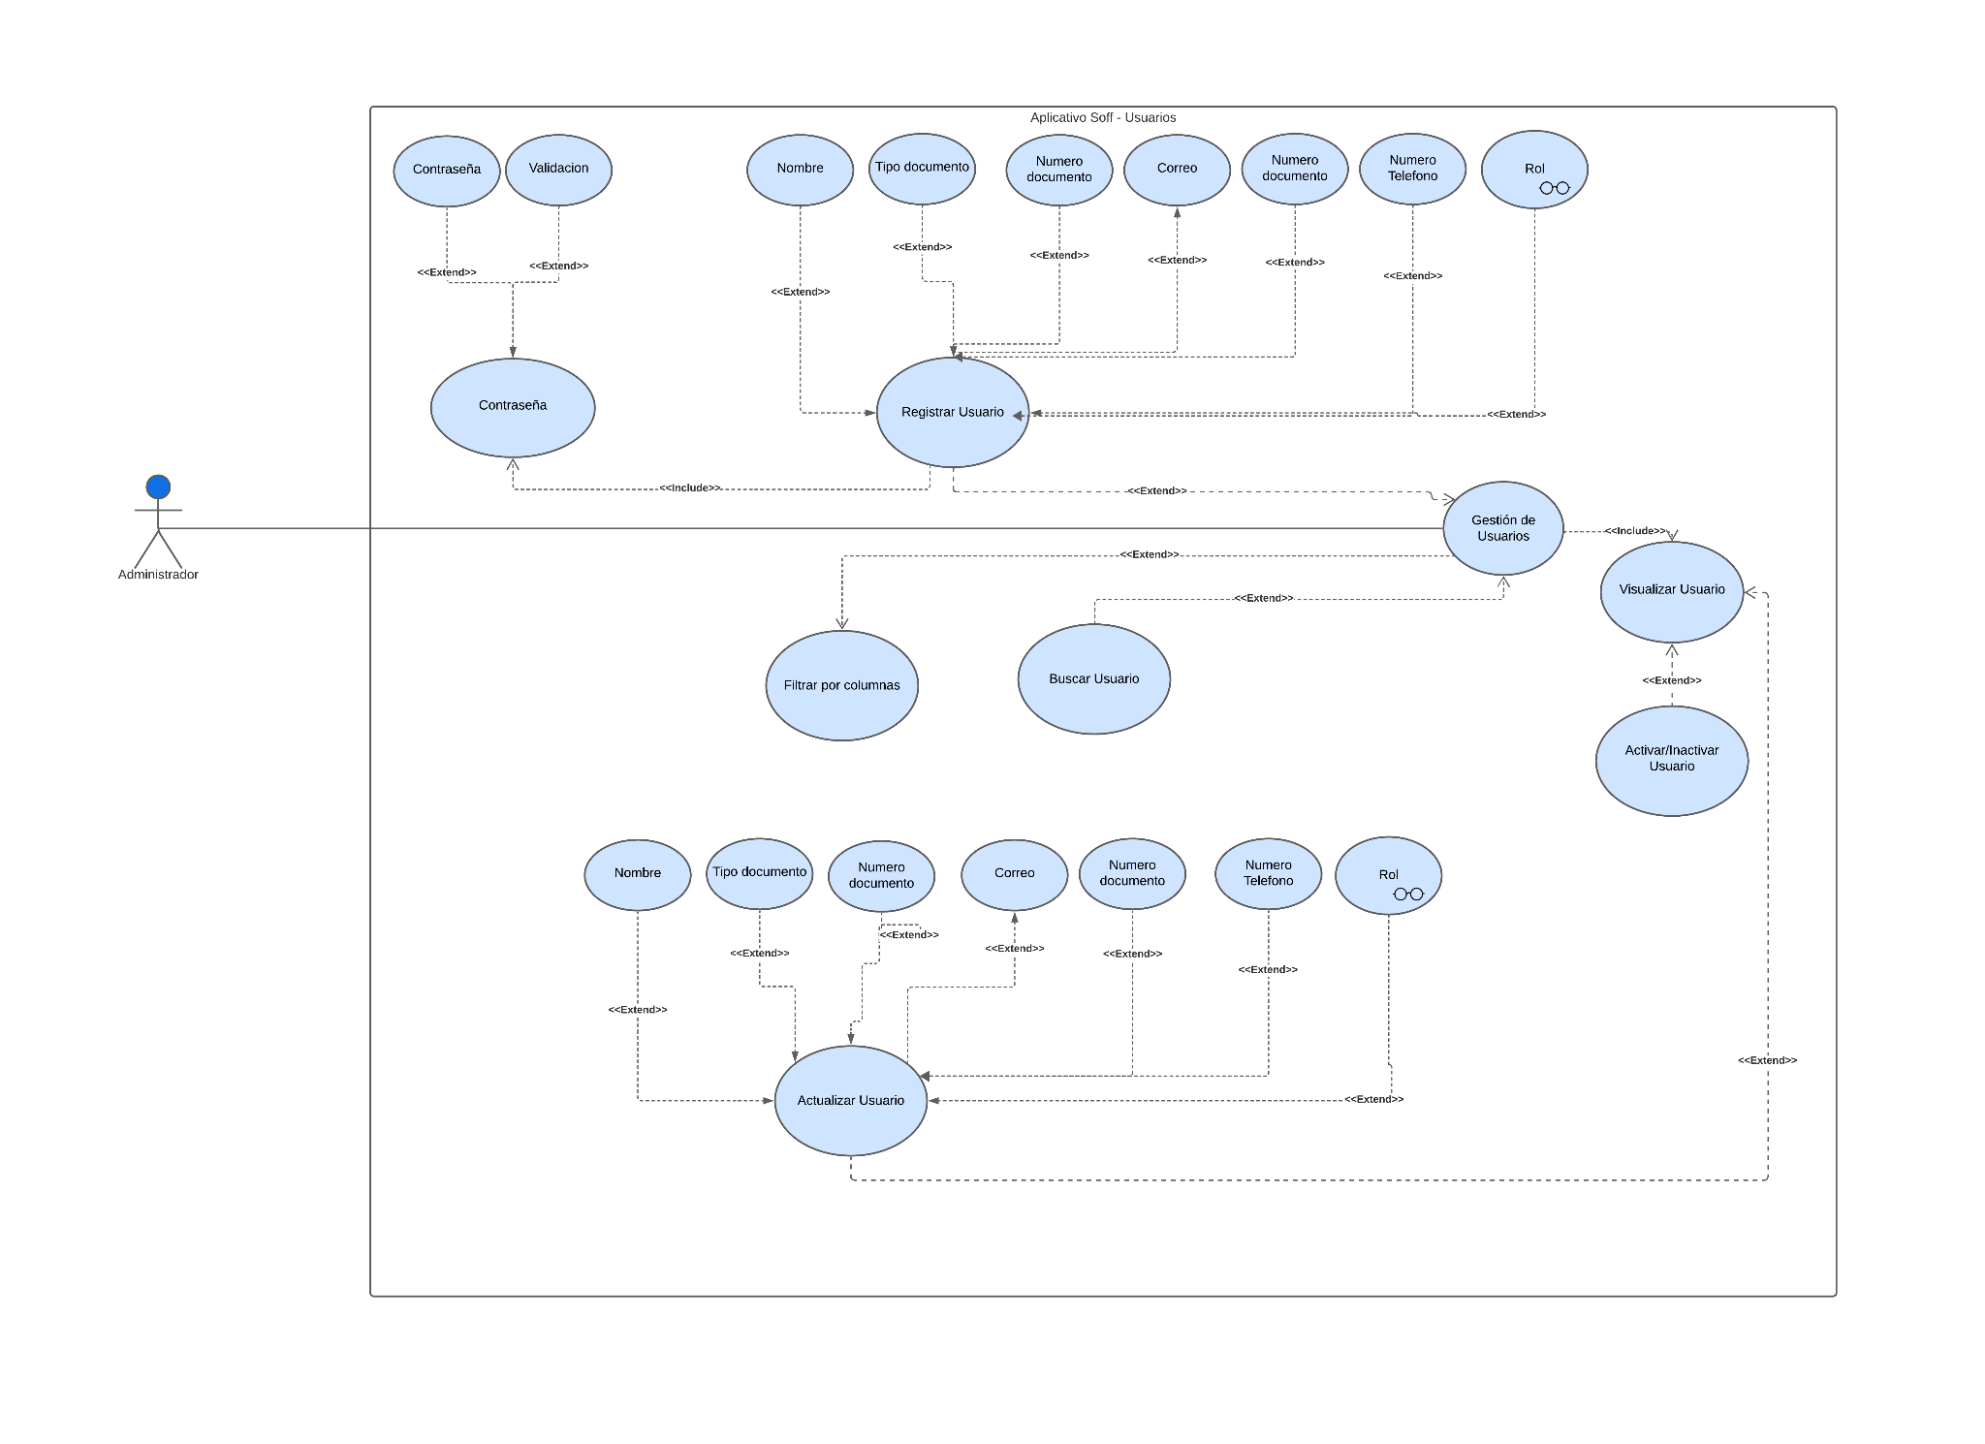 Aplicativo Soff - Usuarios
Contraseña
Validacion
Nombre
Tipo documento
Numero
documento
Correo
Numero
documento
Numero
Telefono
Rol
<<Extend>>
<<Extend>>
<<Extend>>
<<Extend>>
<<Extend>>
<<Extend>>
<<Extend>>
<<Extend>>
<<Extend>>
Contraseña
Registrar Usuario
<<Include>>
<<Extend>>
Administrador
Gestión de
Usuarios
<<Include>>
<<Extend>>
<<Extend>>
Visualizar Usuario
Filtrar por columnas
Buscar Usuario
<<Extend>>
Activar/Inactivar
Usuario
Nombre
Tipo documento
Numero
documento
Correo
Numero
documento
Numero
Telefono
Rol
<<Extend>>
<<Extend>>
<<Extend>>
<<Extend>>
<<Extend>>
<<Extend>>
<<Extend>>
<<Extend>>
Actualizar Usuario